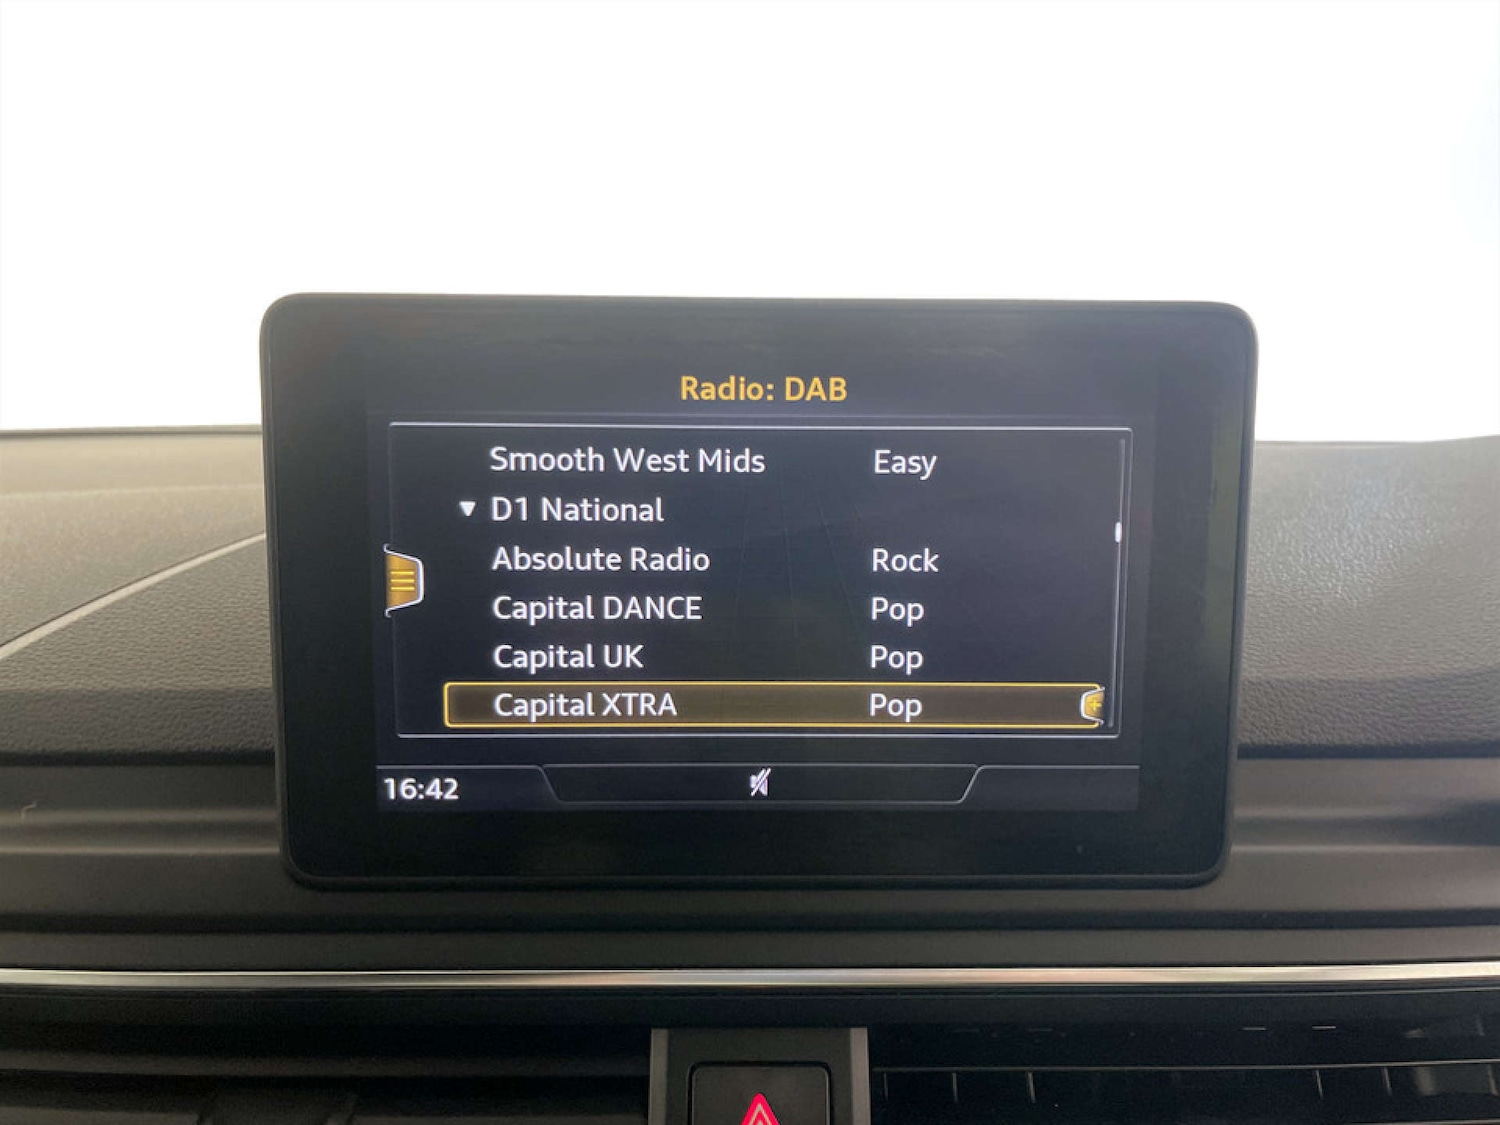 Radio: DAB
Smooth West Mids Easy
D1 National
Absolute Radio Rock
Capital DANCE Pop
Capital UK Pop
Capital XTRA Pop
16:42